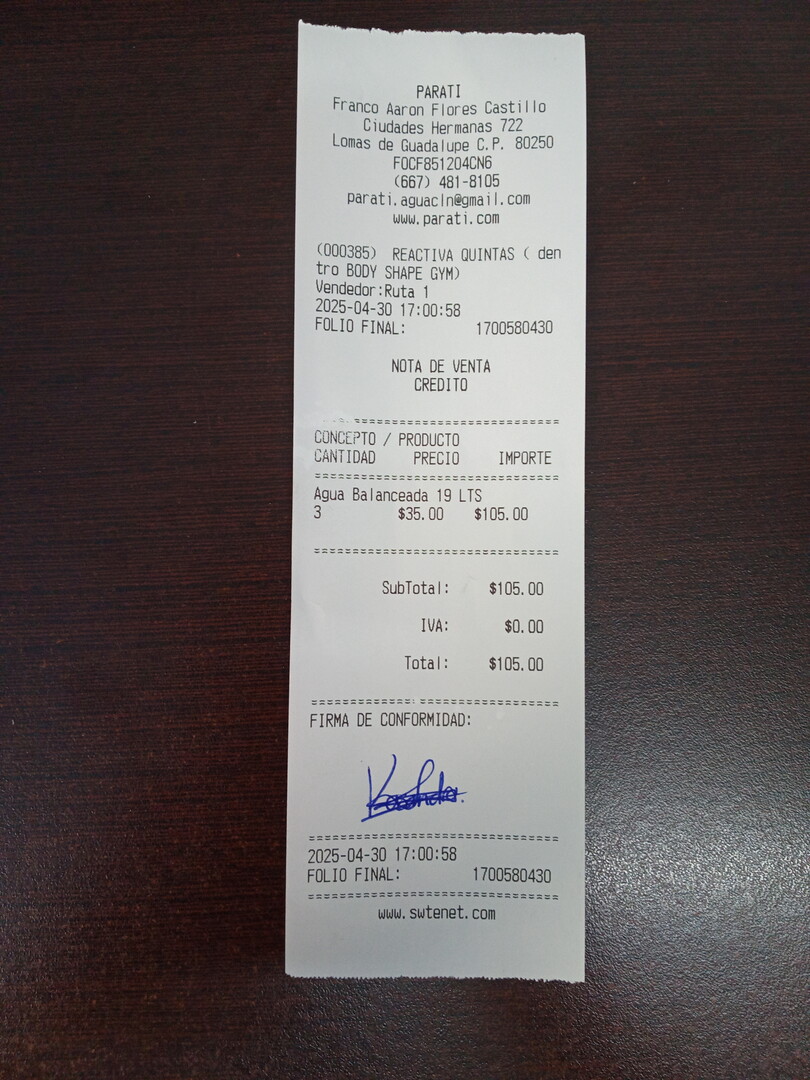 PARATI
Franco Aaron Flores Castillo
Ciudades Hermanas 722
Lomas de Guadalupe C.P. 80250
FOCF851204CN6
(667) 481-8105
parati.aguacln@gmail.com
www.parati.com
(000385) REACTIVA QUINTAS ( den
tro BODY SHAPE GYM)
Vendedor:Ruta 1
2025-04-30 17:00:58
FOLIO FINAL: 1700580430
NOTA DE VENTA
CREDITO
CONCEPTO / PRODUCTO
CANTIDAD PRECIO IMPORTE
Agua Balanceada 19 LTS
3 $35.00 $105.00
SubTotal: $105.00
IVA: $0.00
Total: $105.00
FIRMA DE CONFORMIDAD:
2025-04-30 17:00:58
FOLIO FINAL: 1700580430
www.swtenet.com